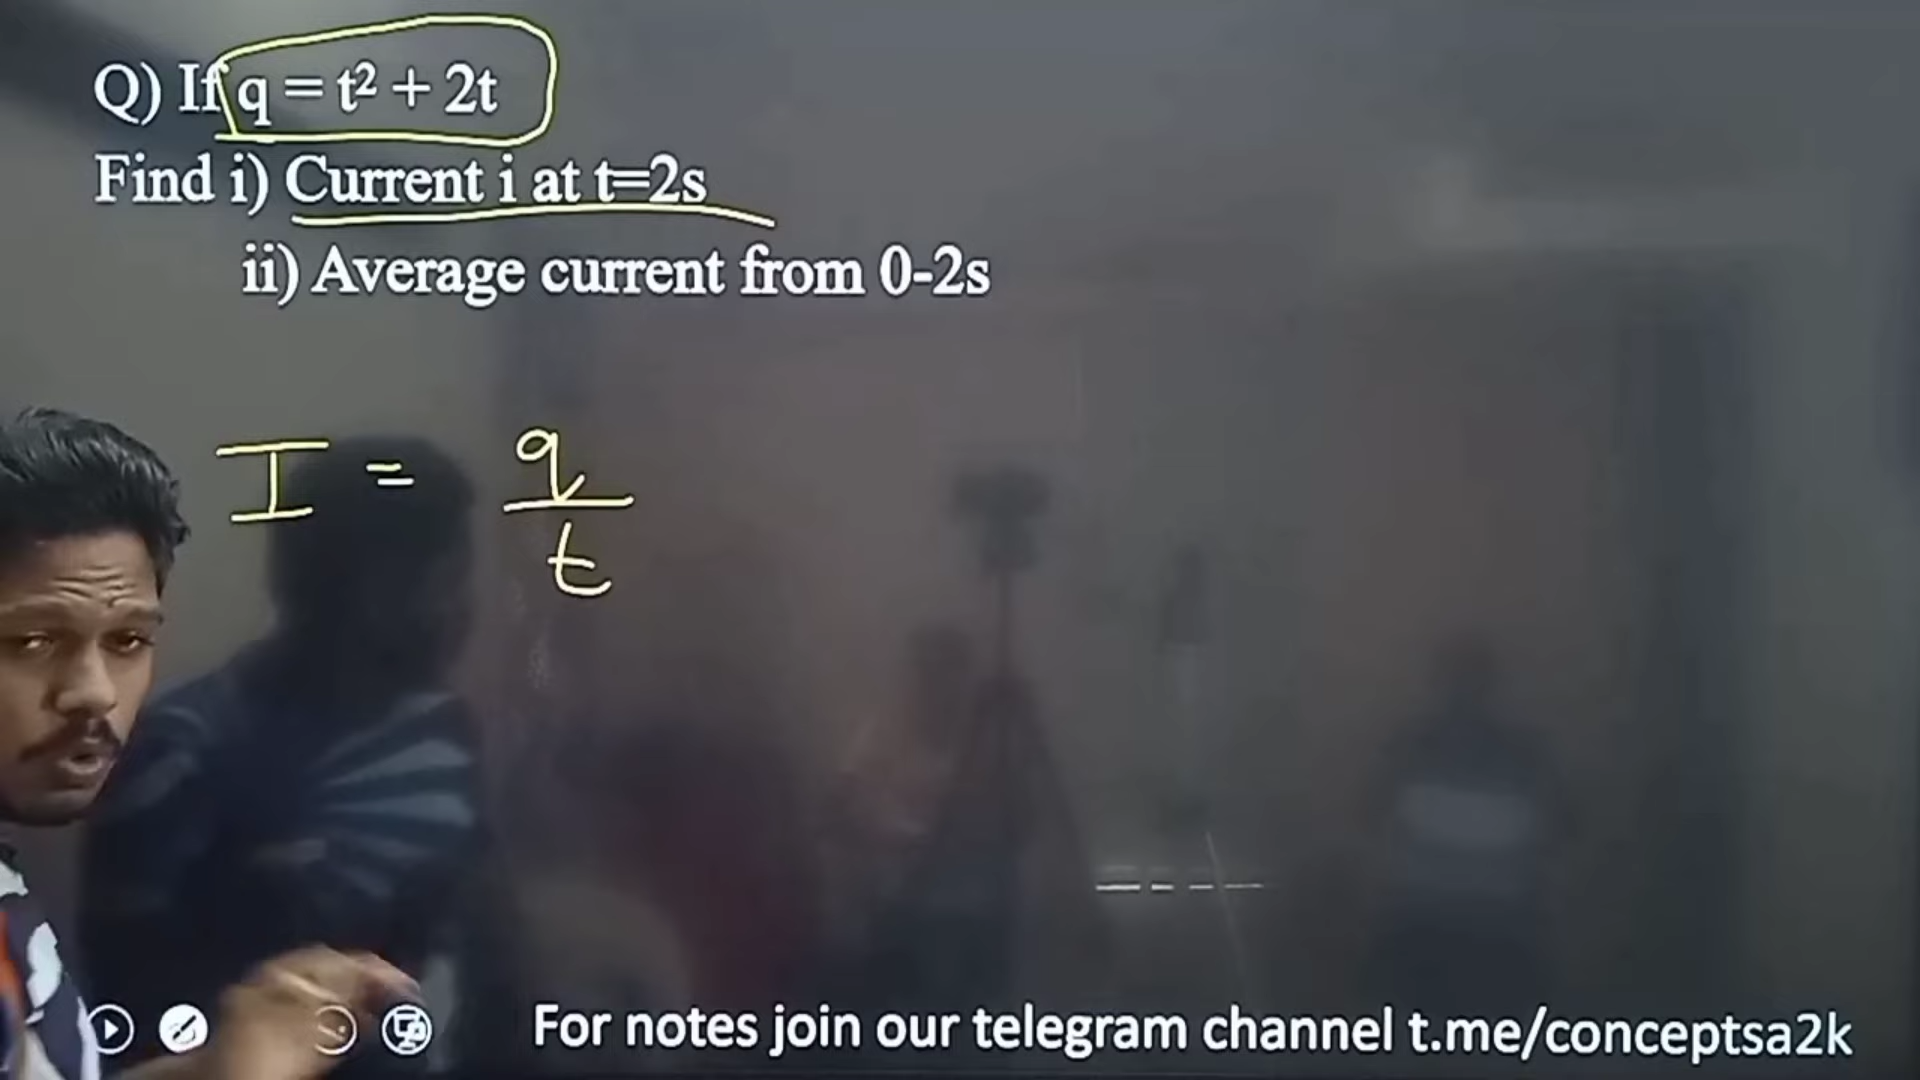 Q) If q = t² + 2t
Find i) Current i at t=2s
ii) Average current from 0-2s
I = q/t
For notes join our telegram channel t.me/conceptsa2k